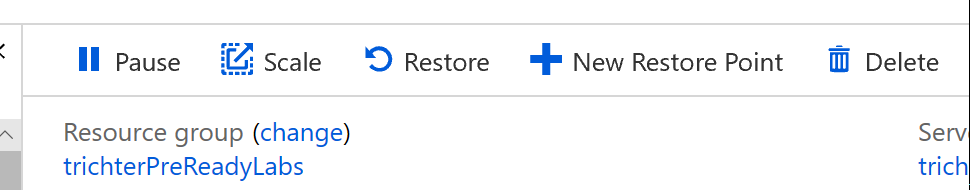 Pause Scale Restore New Restore Point Delete
Resource group (change)
trichterPreReadyLabs